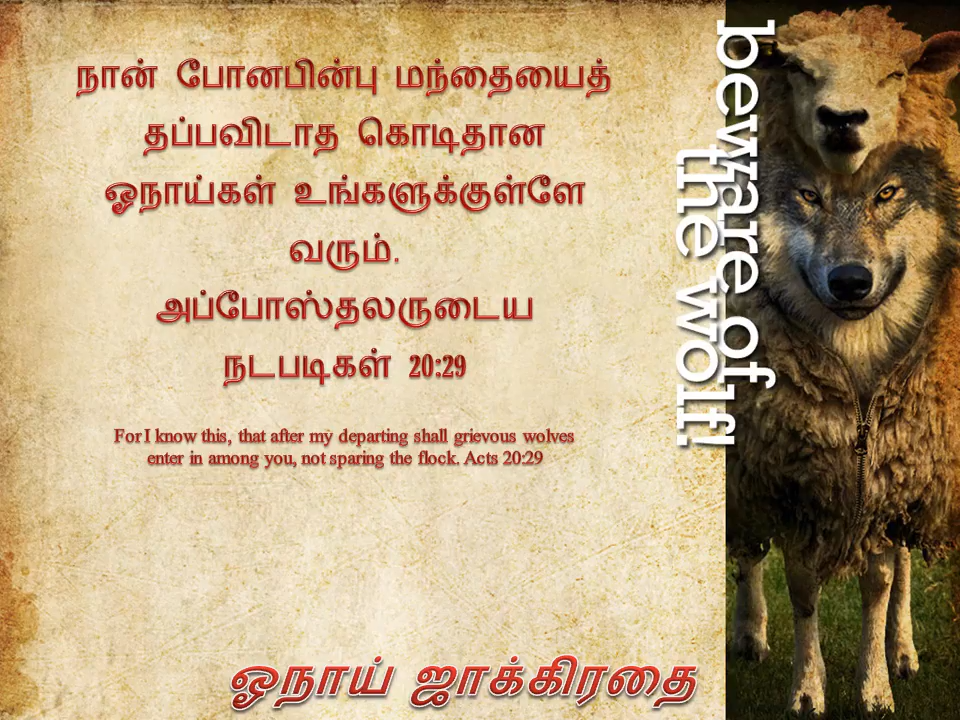 நான் போனபின்பு மந்தையைத்
தப்பவிடாத கொடிதான
ஓநாய்கள் உங்களுக்குள்ளே
வரும்.
அப்போஸ்தலருடைய
நடபடிகள் 20:29
For I know this, that after my departing shall grievous wolves
enter in among you, not sparing the flock. Acts 20:29
beware of
the wolf!
ஓநாய் ஜாக்கிரதை